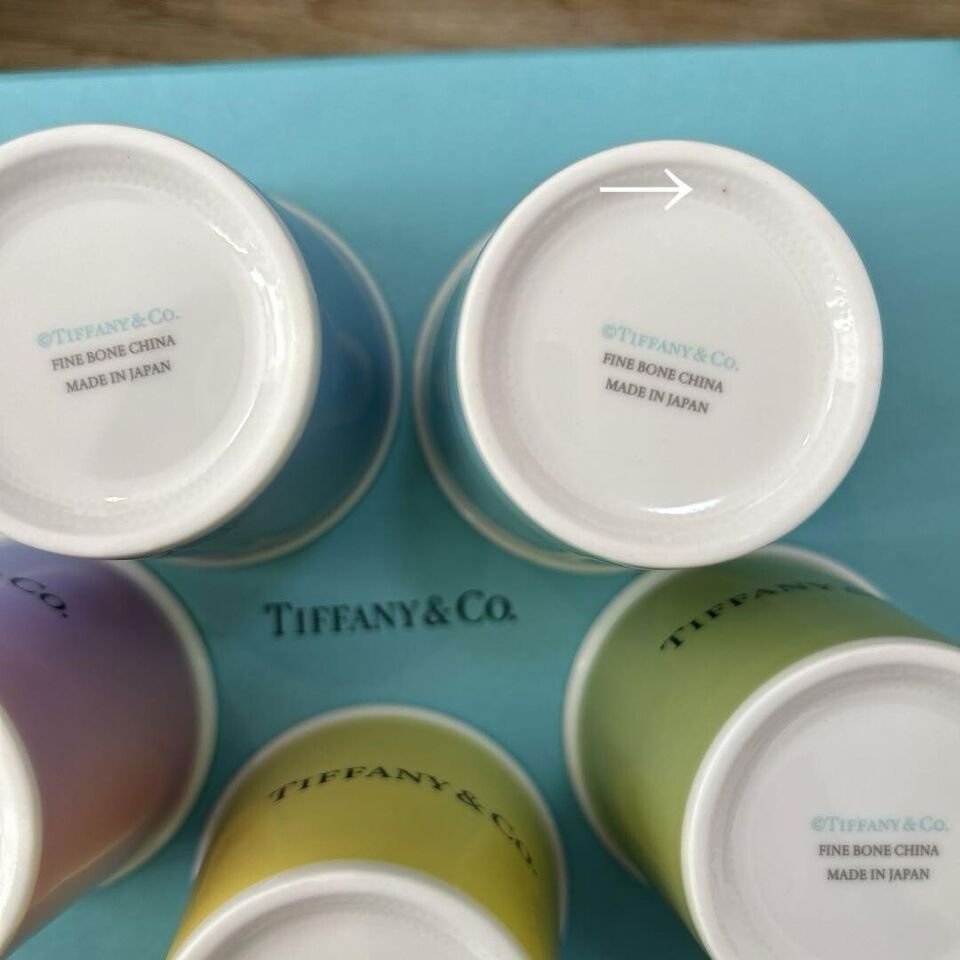 ©TIFFANY & CO.
FINE BONE CHINA
MADE IN JAPAN
©TIFFANY & CO.
FINE BONE CHINA
MADE IN JAPAN
& CO.
TIFFANY & CO.
TIFFANY &
TIFFANY & CO.
©TIFFANY & CO.
FINE BONE CHINA
MADE IN JAPAN